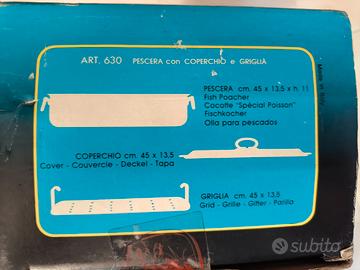 ART. 630 PESCERA con COPERCHIO e GRIGLIA
PESCERA cm. 45 x 13,5 x h. 11
Fish Poacher
Cocotte "Spécial Poisson"
Fischkocher
Olla para pescados
COPERCHIO cm. 45 x 13,5
Cover - Couvercle - Deckel - Tapa
GRIGLIA cm. 45 x 13,5
Grid - Grille - Gitter - Parilla
subito